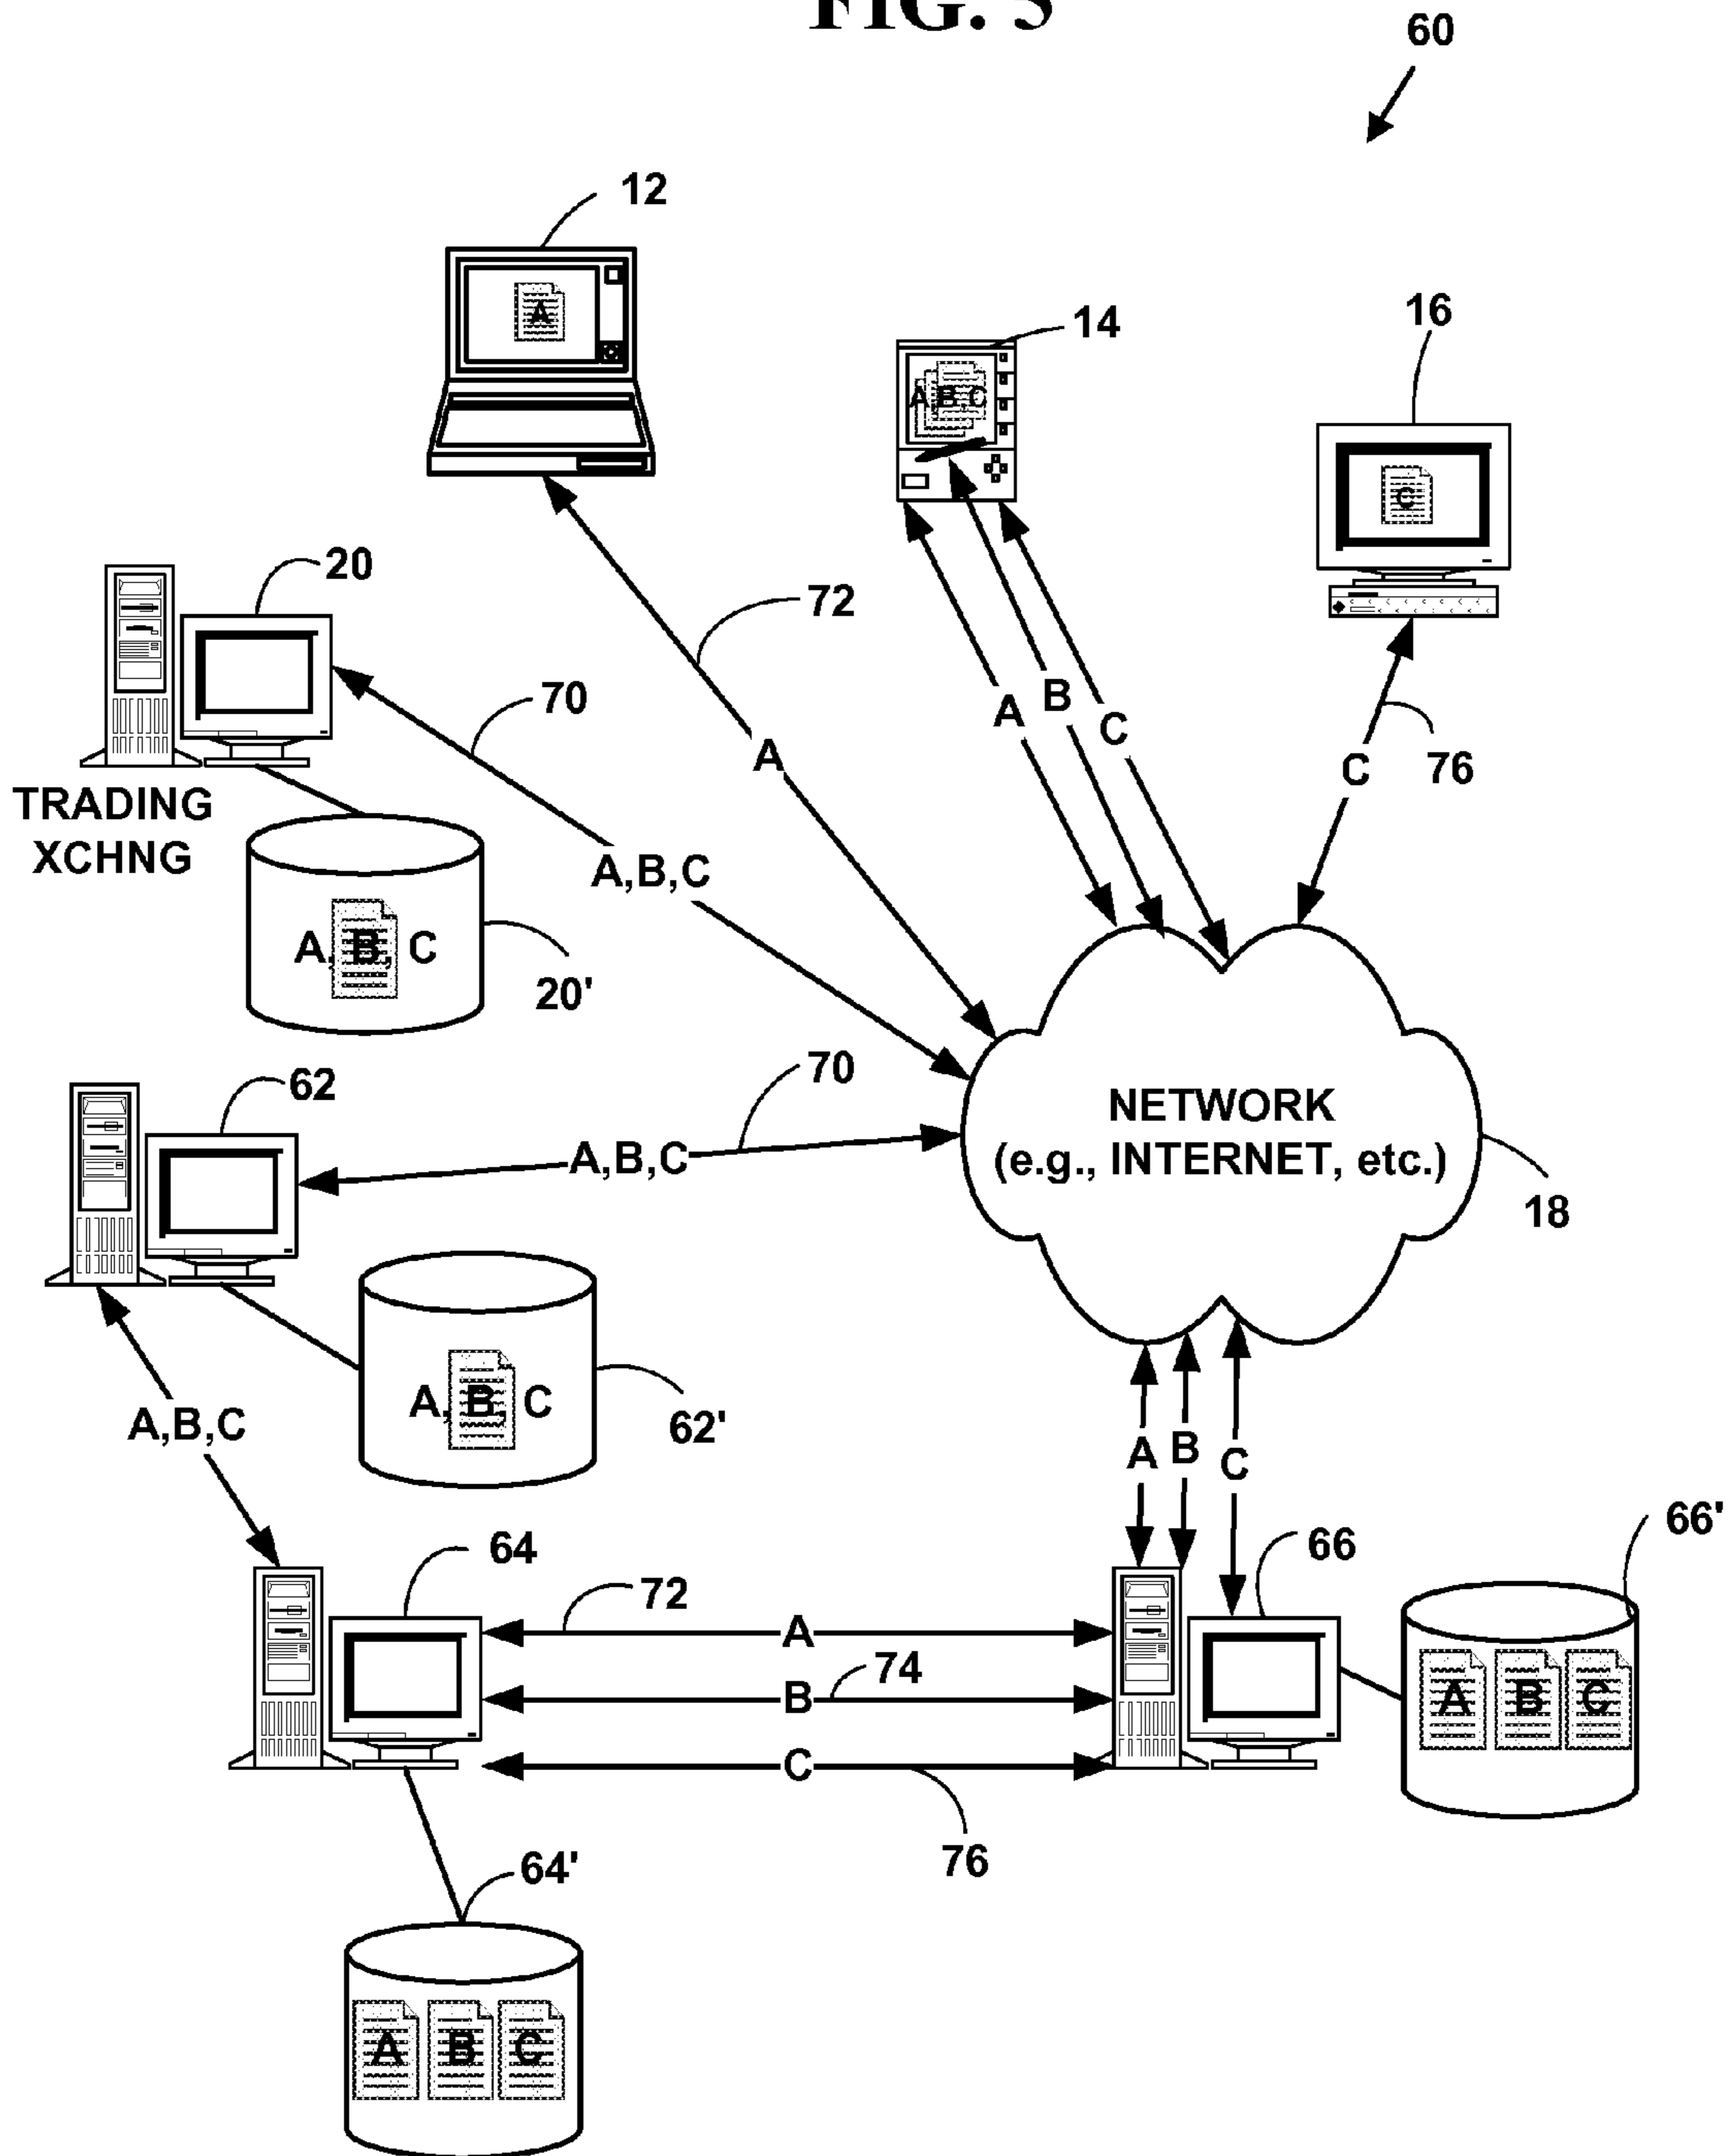 FIG. 5
60
12
A
14
A,B,C
16
C
20
72
70
A
B
C
A
C
76
TRADING
XCHNG
A,B,C
A, B, C
20'
62
70
NETWORK
(e.g., INTERNET, etc.)
A,B,C
18
A, B, C
62'
A,B,C
A
B
C
66'
64
66
72
A
74
B
A
B
C
C
76
64'
A
B
C